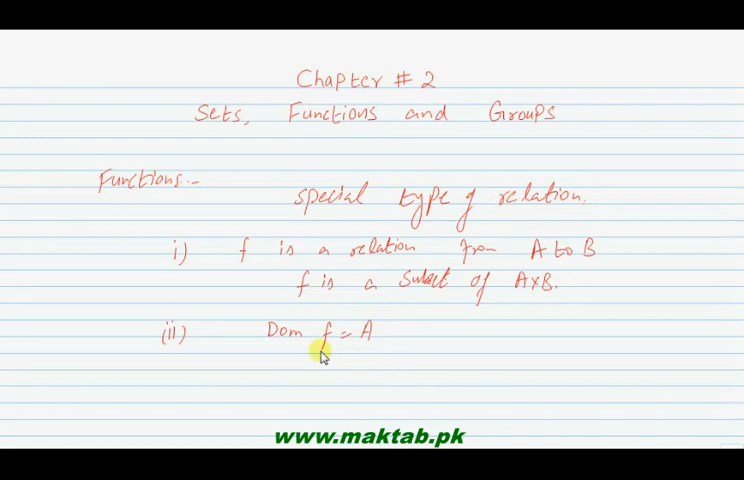 Chapter # 2
Sets, Functions and Groups
Functions:-
special type of relation.
i) f is a relation from A to B
f is a Subset of A×B.
(ii) Dom f = A
www.maktab.pk